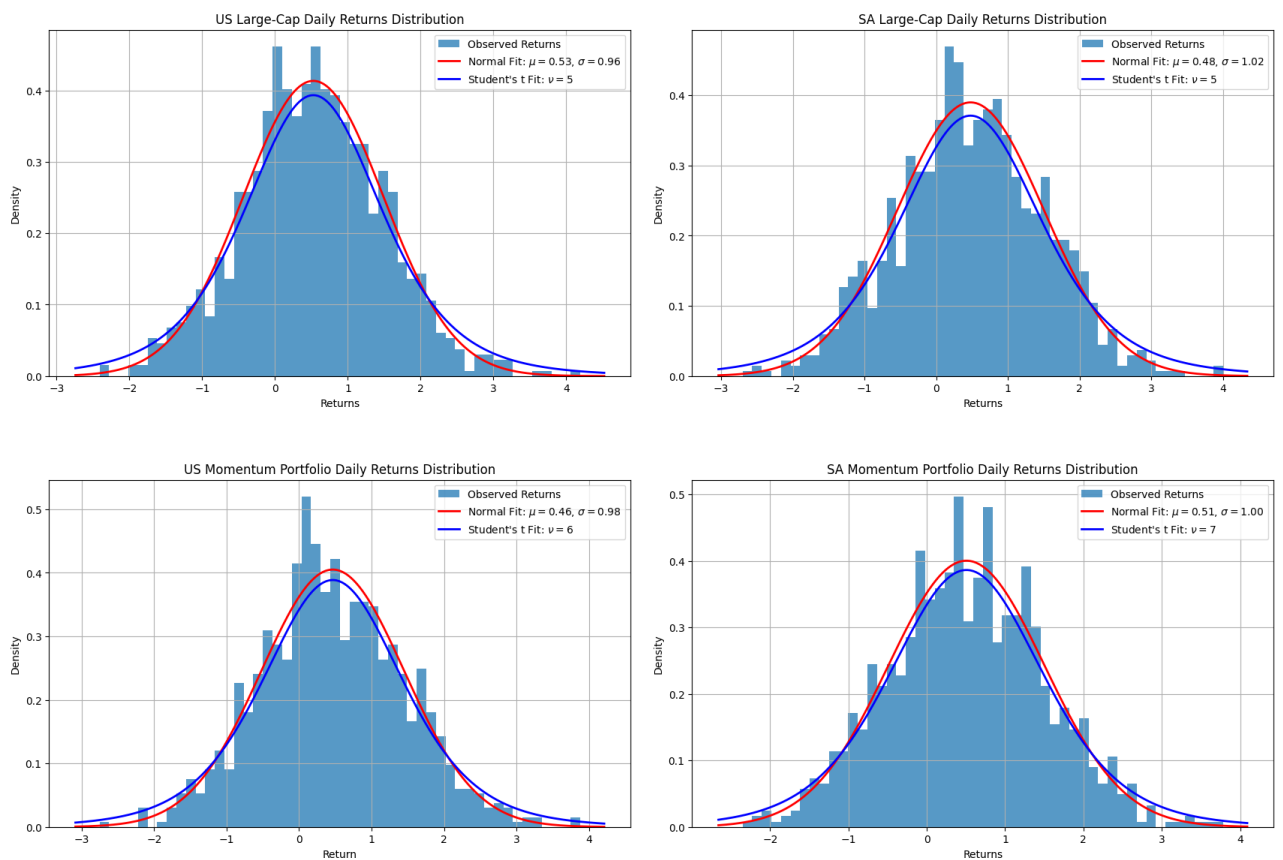 US Large-Cap Daily Returns Distribution
Observed Returns
Normal Fit: μ = 0.53, σ = 0.96
Student's t Fit: ν = 5
Density
0.4
0.3
0.2
0.1
0.0
−3 −2 −1 0 1 2 3 4
Returns
SA Large-Cap Daily Returns Distribution
Observed Returns
Normal Fit: μ = 0.48, σ = 1.02
Student's t Fit: ν = 5
Density
0.4
0.3
0.2
0.1
0.0
−3 −2 −1 0 1 2 3 4
Returns
US Momentum Portfolio Daily Returns Distribution
Observed Returns
Normal Fit: μ = 0.46, σ = 0.98
Student's t Fit: ν = 6
Density
0.5
0.4
0.3
0.2
0.1
0.0
−3 −2 −1 0 1 2 3 4
Return
SA Momentum Portfolio Daily Returns Distribution
Observed Returns
Normal Fit: μ = 0.51, σ = 1.00
Student's t Fit: ν = 7
Density
0.5
0.4
0.3
0.2
0.1
0.0
−2 −1 0 1 2 3 4
Returns